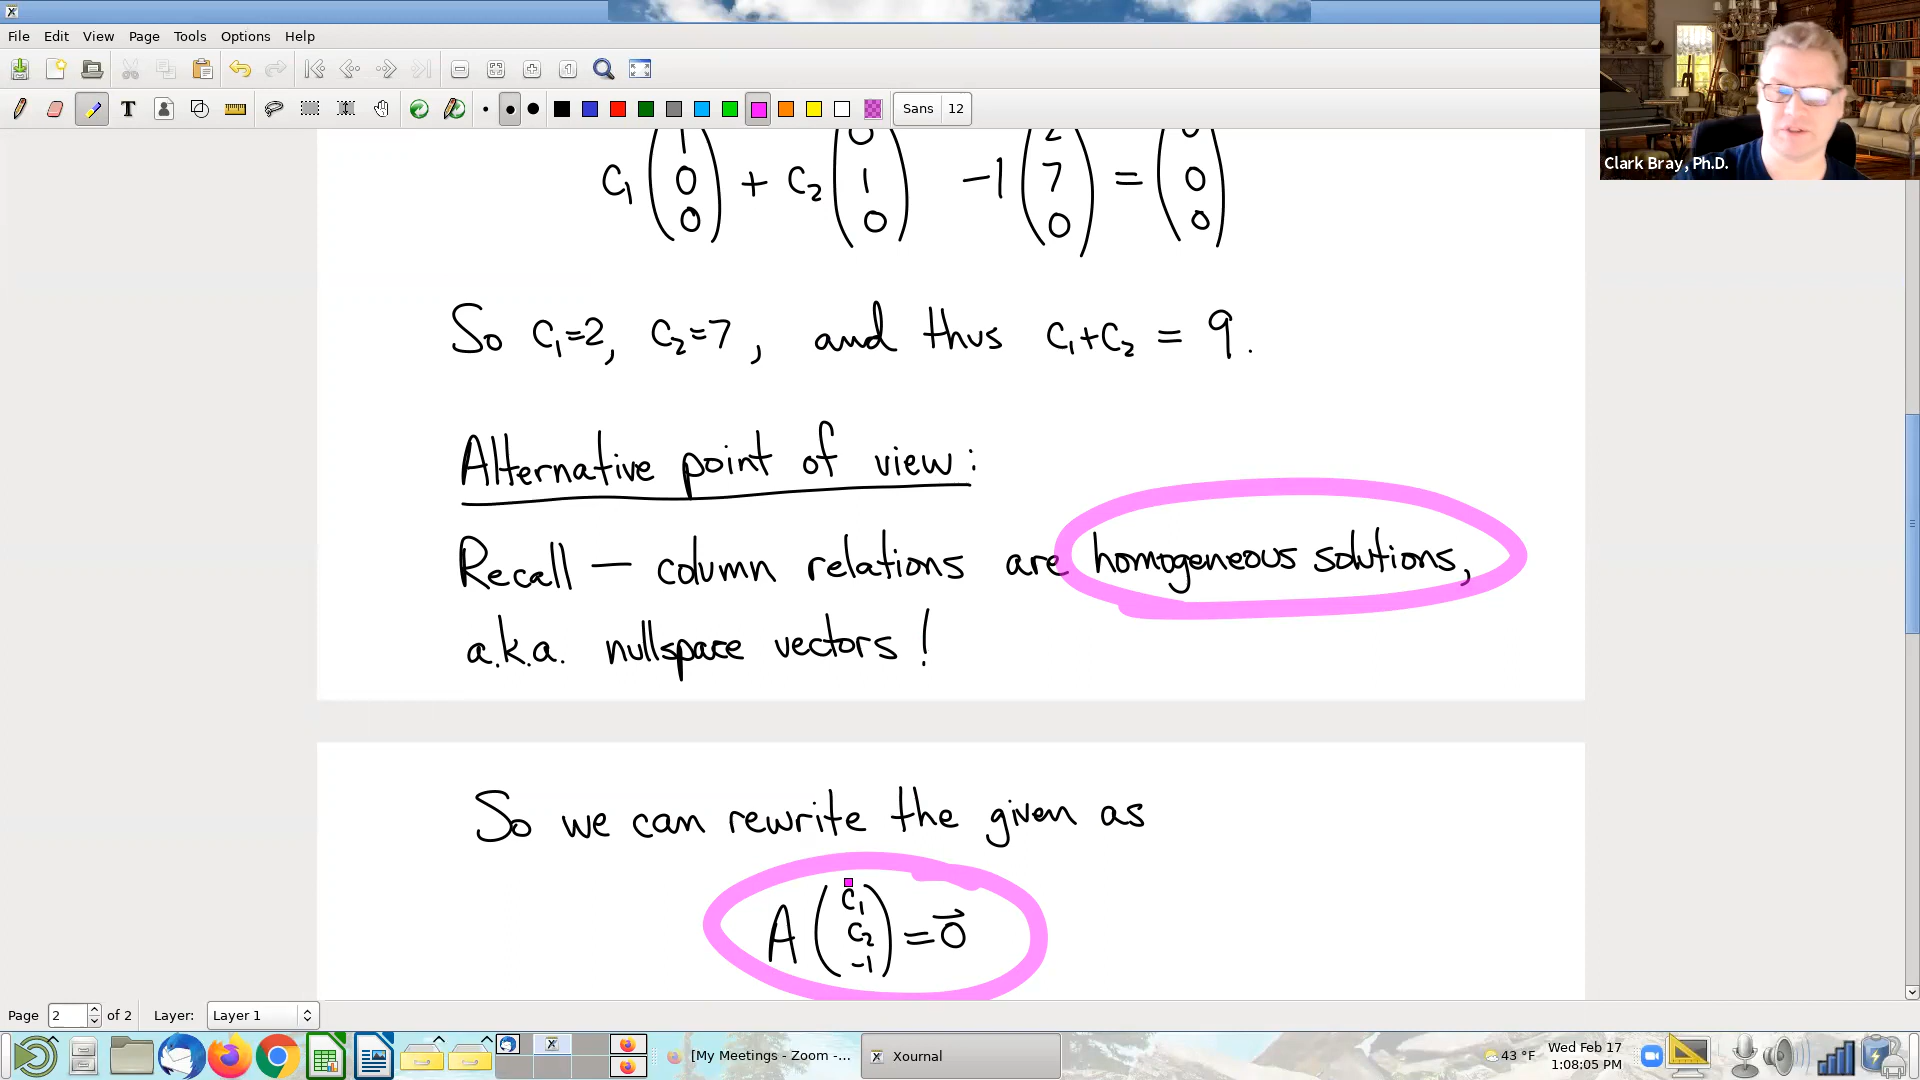 File Edit View Page Tools Options Help
Sans 12
Clark Bray, Ph.D.
1 0 2 0
C₁ ( 0 ) + C₂ ( 1 ) -1 ( 7 ) = ( 0 )
0 0 0 0
So C₁=2, C₂=7, and thus C₁+C₂ = 9.
Alternative point of view:
Recall — column relations are homogeneous solutions,
a.k.a. nullspace vectors!
So we can rewrite the given as
A ( C₁ C₂ -1 ) = 0⃗
Page 2 of 2 Layer: Layer 1
[My Meetings - Zoom -... Xournal
43 °F Wed Feb 17
1:08:05 PM